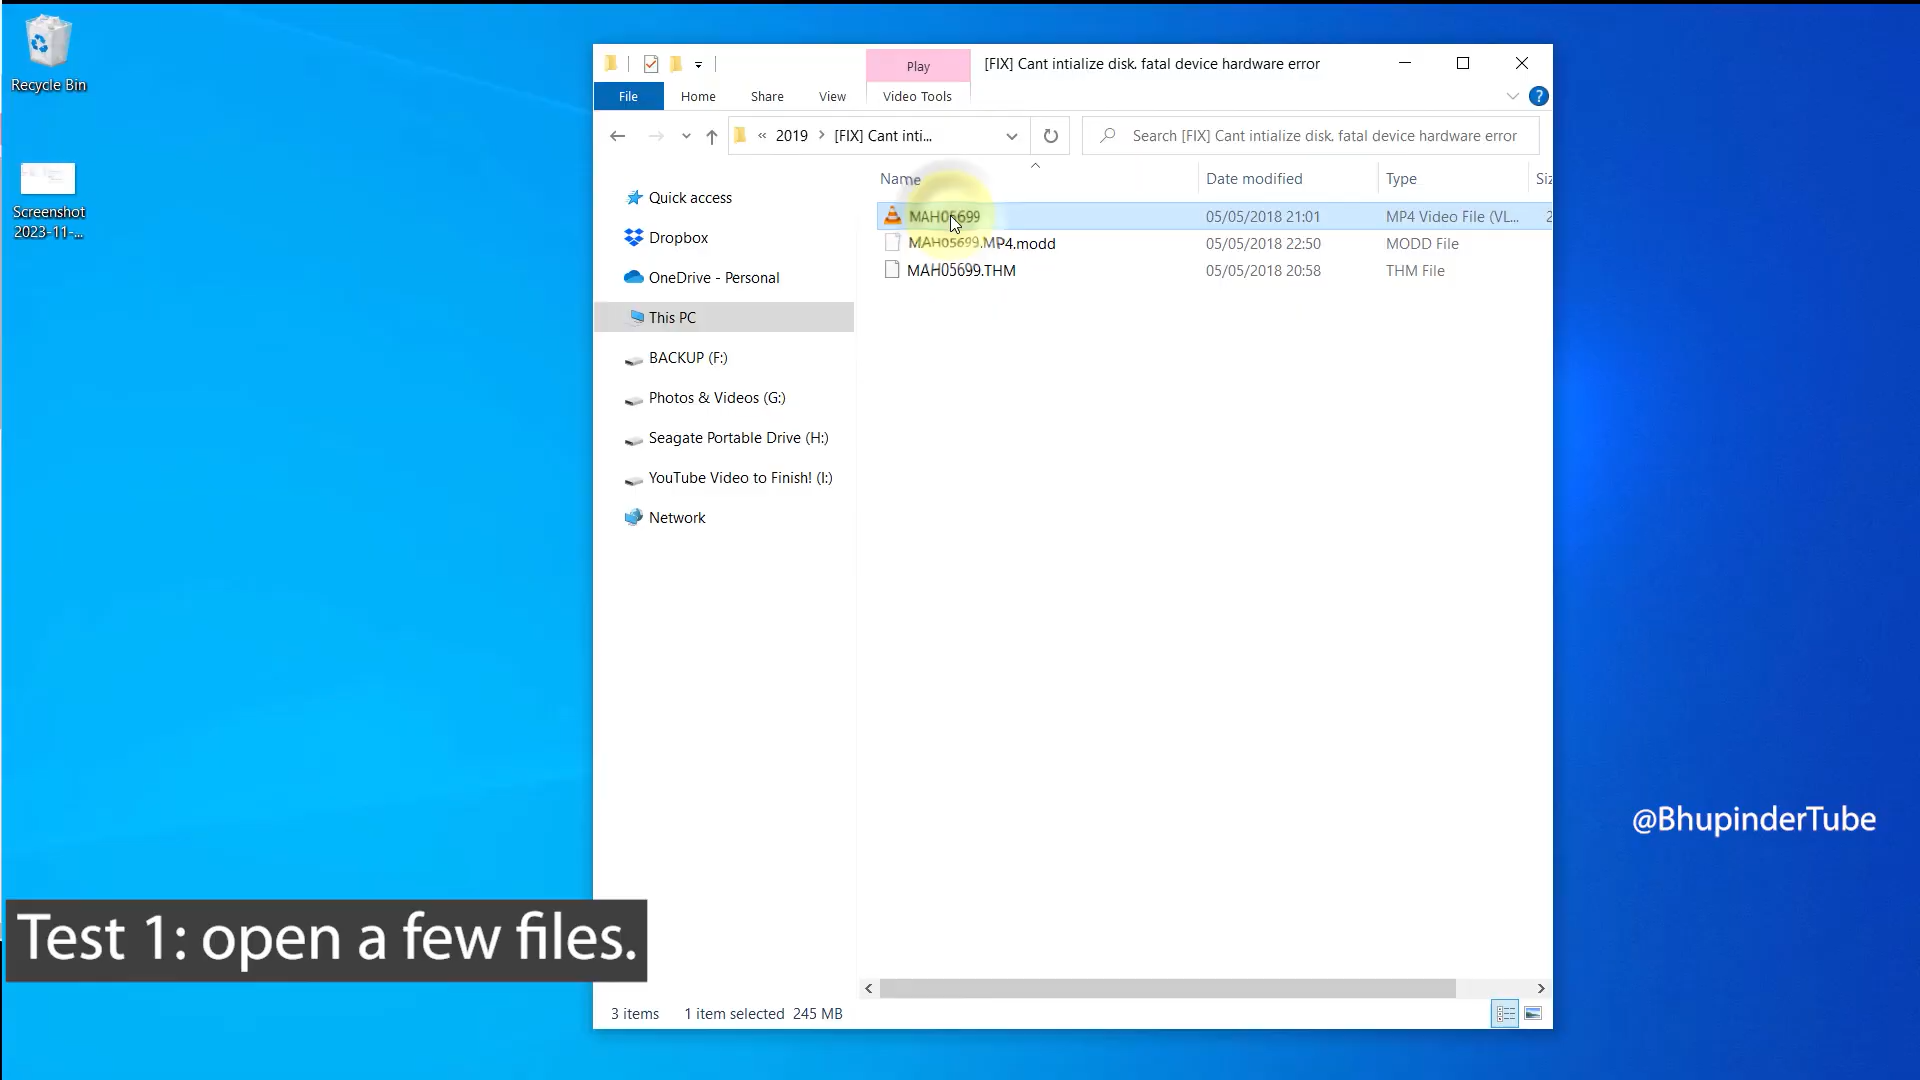 Recycle Bin
Screenshot
2023-11-...
Play
[FIX] Cant intialize disk. fatal device hardware error
File
Home
Share
View
Video Tools
2019
[FIX] Cant inti...
Search [FIX] Cant intialize disk. fatal device hardware error
Name
Date modified
Type
Siz
MAH05699
05/05/2018 21:01
MP4 Video File (VL...
2
MAH05699.MP4.modd
05/05/2018 22:50
MODD File
MAH05699.THM
05/05/2018 20:58
THM File
Quick access
Dropbox
OneDrive - Personal
This PC
BACKUP (F:)
Photos & Videos (G:)
Seagate Portable Drive (H:)
YouTube Video to Finish! (I:)
Network
@BhupinderTube
Test 1: open a few files.
3 items
1 item selected 245 MB